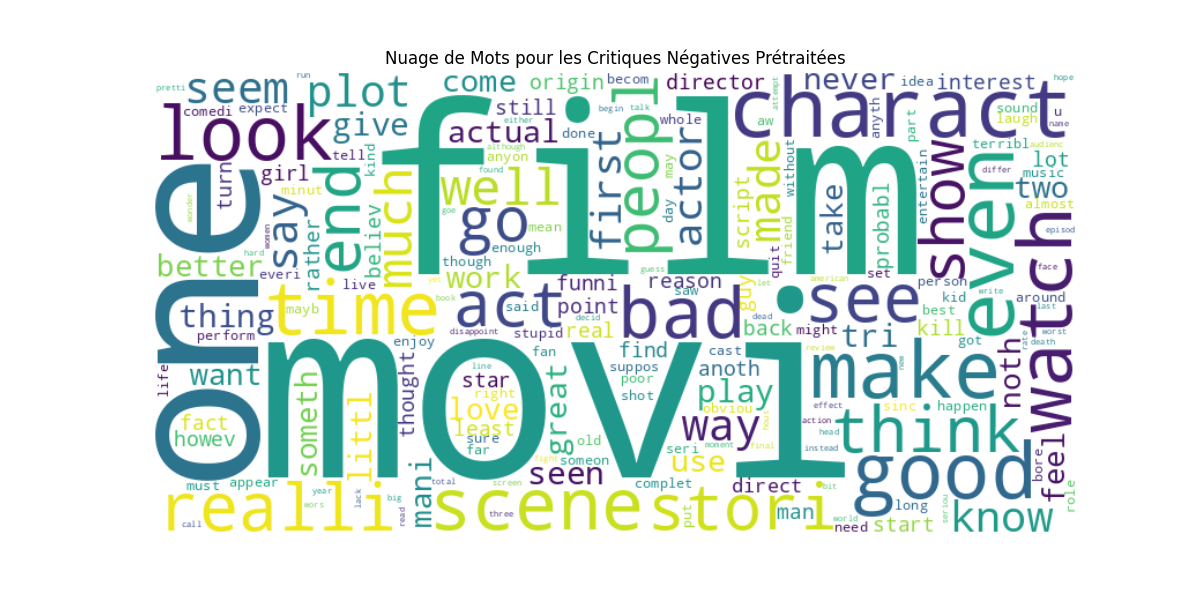 Nuage de Mots pour les Critiques Négatives Prétraitées
pretti
run
seem
plot
come
origin
becom
director
never
idea
interest
hope
comedi
expect
give
still
begin
talk
whole
attempt
charact
anyth
part
sound
laugh
u
name
look
tell
kind
film
actual
either
done
peopl
although
anyon
found
first
actor
aw
without
terribl
audienc
differ
lot
music
two
almost
girl
turn
minut
end
much
believ
well
goe
mean
may
day
script
made
friend
take
probabl
entertain
show
even
episod
watch
one
wonder
women
say
rather
go
enough
though
quit
hard
better
everi
live
yet
work
funni
guess
reason
saw
guy
let
american
set
person
write
face
thing
time
mayb
book
act
said
point
bad
see
kid
around
last
perform
disappoint
stupid
decid
real
dead
back
might
tri
kill
best
got
worst
rate
death
enjoy
fan
find
cast
review
new
noth
life
want
movi
line
suppos
poor
shot
anoth
make
someth
littl
thought
star
right
love
least
great
play
obviou
effect
sinc
happen
fact
howev
sure
far
old
way
hous
action
head
think
instead
someon
seri
moment
final
fight
use
good
feel
bore
must
appear
total
seen
screen
complet
direct
bit
role
realli
year
mors
lack
big
read
mani
scene
three
stori
put
man
world
long
seriou
call
need
start
know